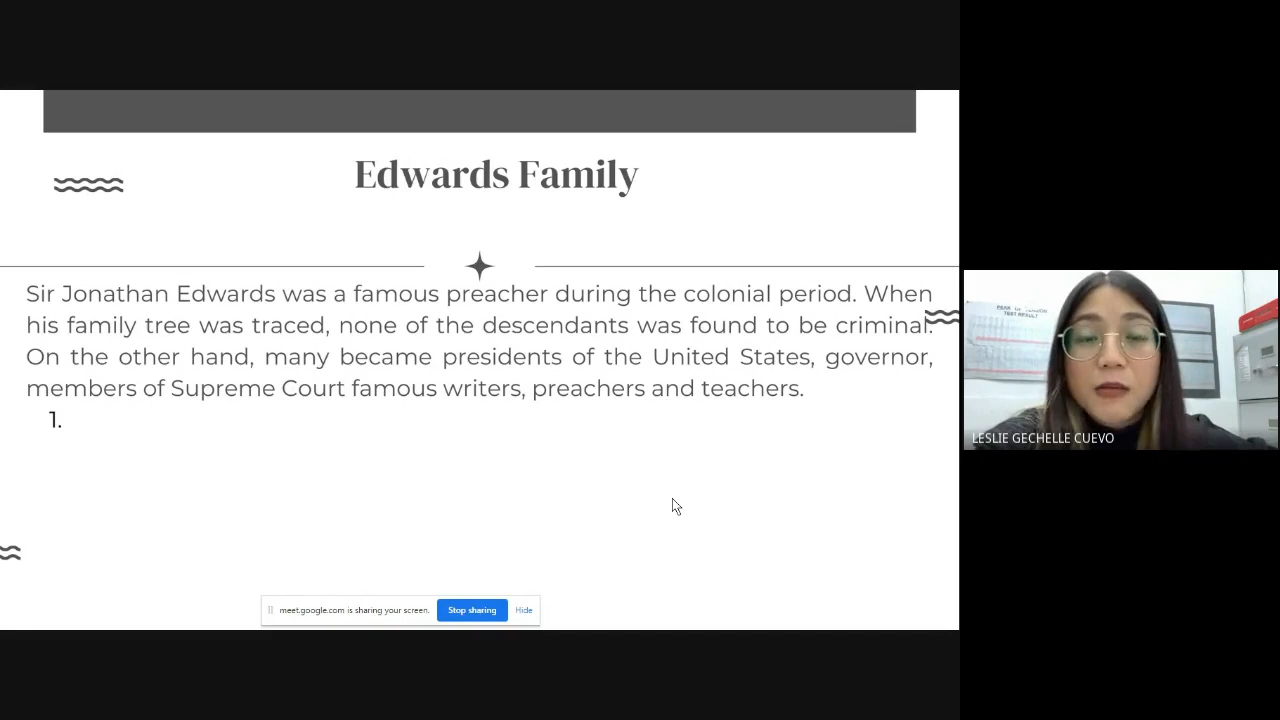 Edwards Family
Sir Jonathan Edwards was a famous preacher during the colonial period. When
his family tree was traced, none of the descendants was found to be criminal.
On the other hand, many became presidents of the United States, governor,
members of Supreme Court famous writers, preachers and teachers.
1.
meet.google.com is sharing your screen.
Stop sharing
Hide
TEST RESULT
LESLIE GECHELLE CUEVO